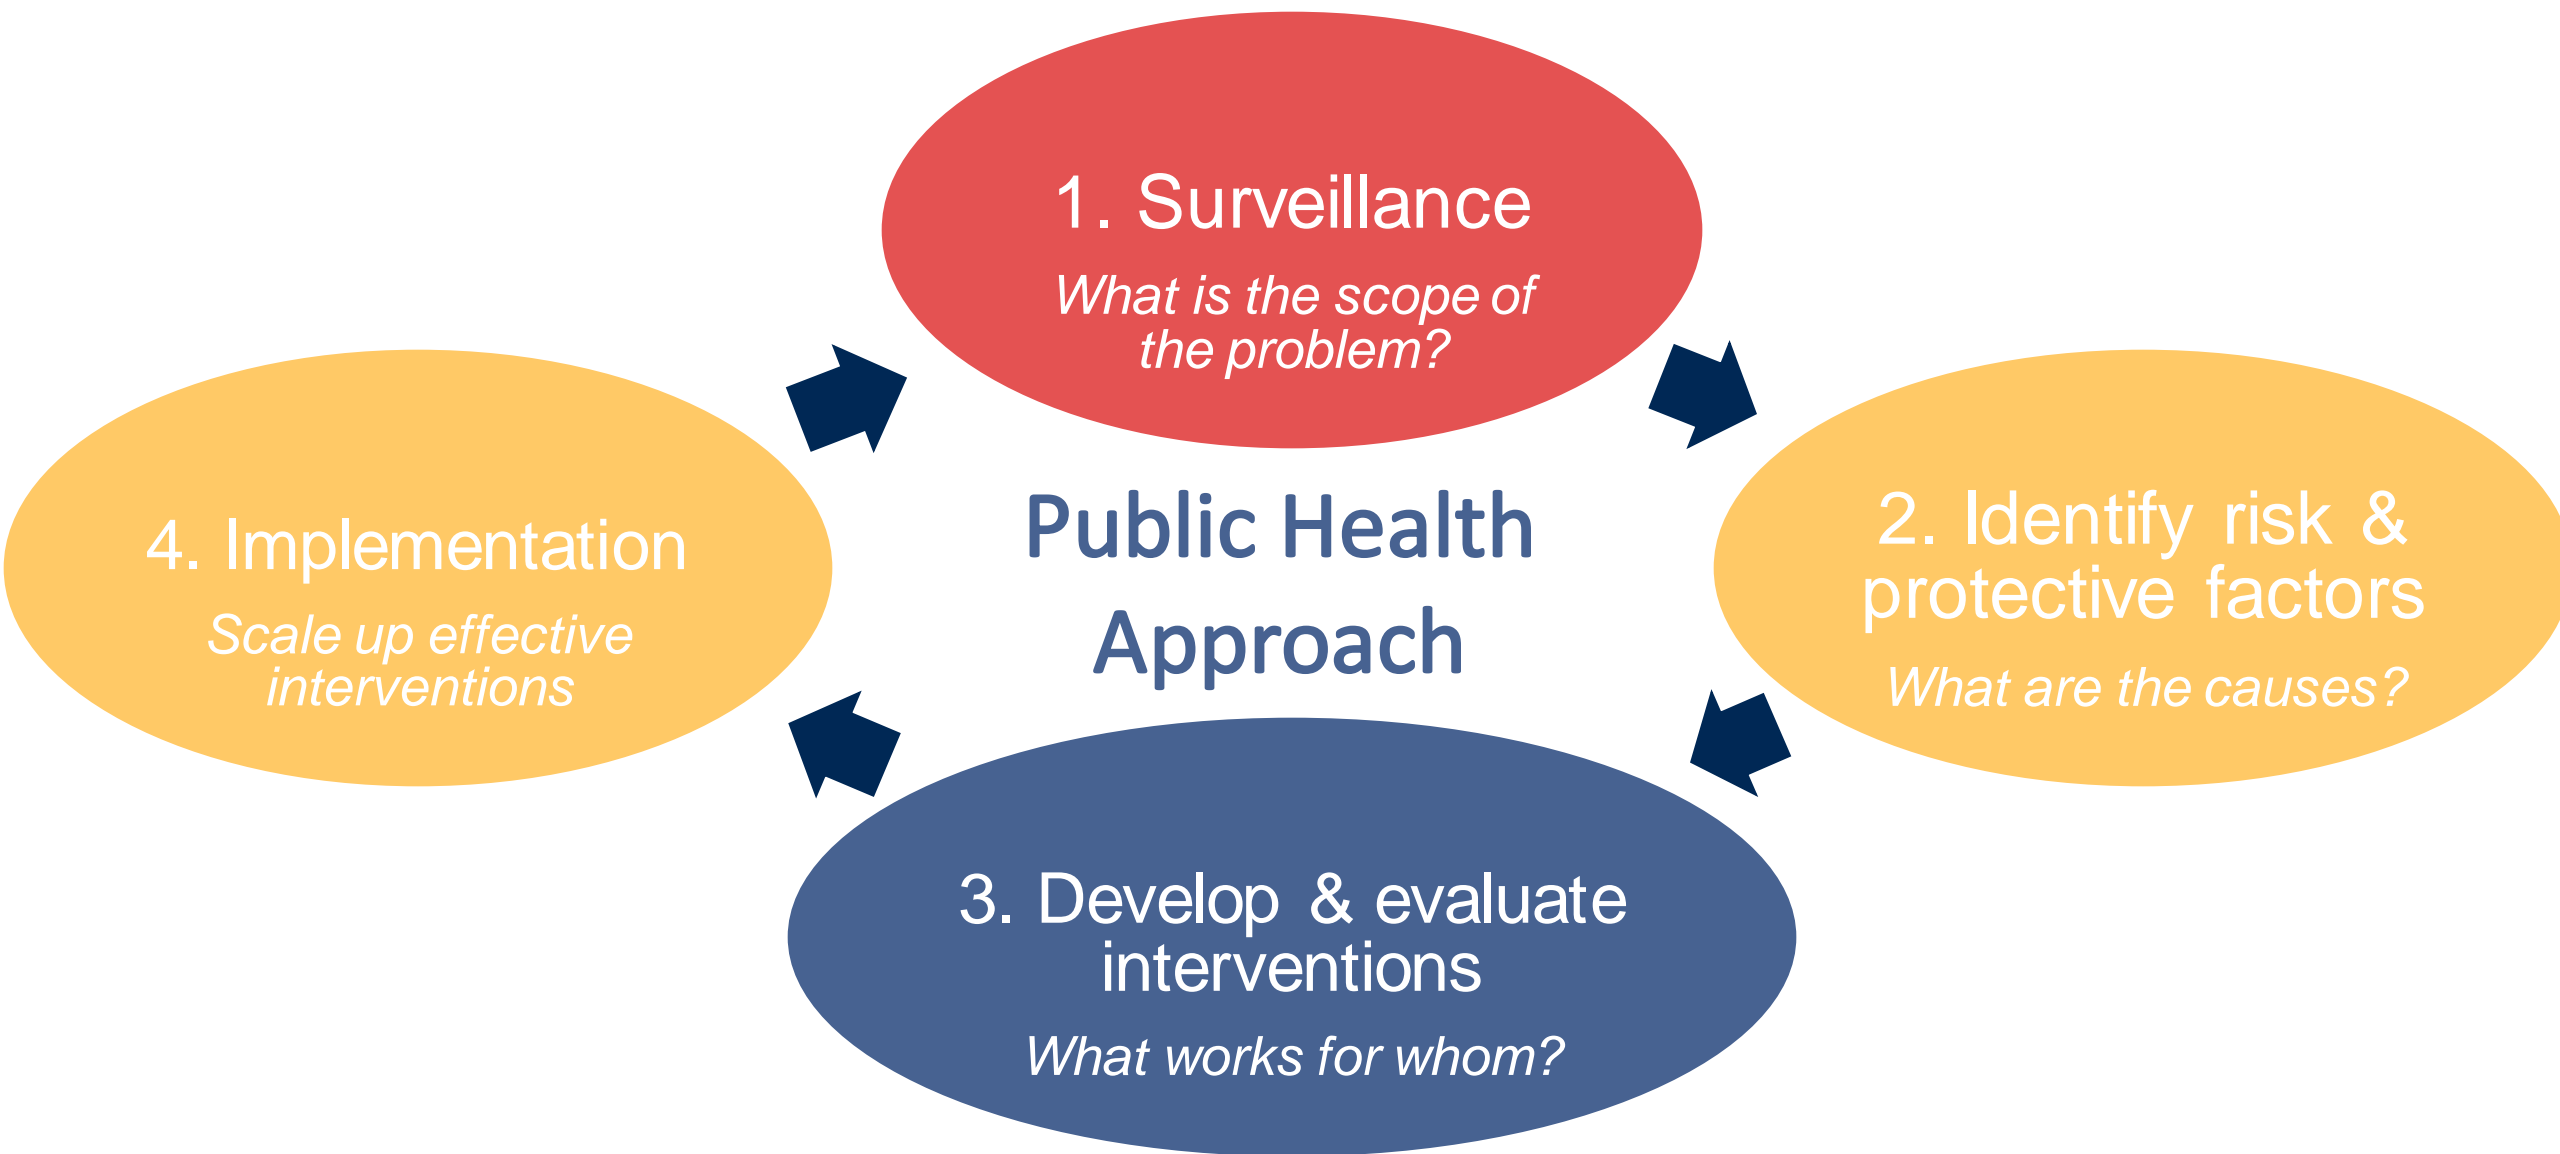 1. Surveillance
What is the scope of
the problem?
Public Health
Approach
2. Identify risk &
protective factors
What are the causes?
3. Develop & evaluate
interventions
What works for whom?
4. Implementation
Scale up effective
interventions